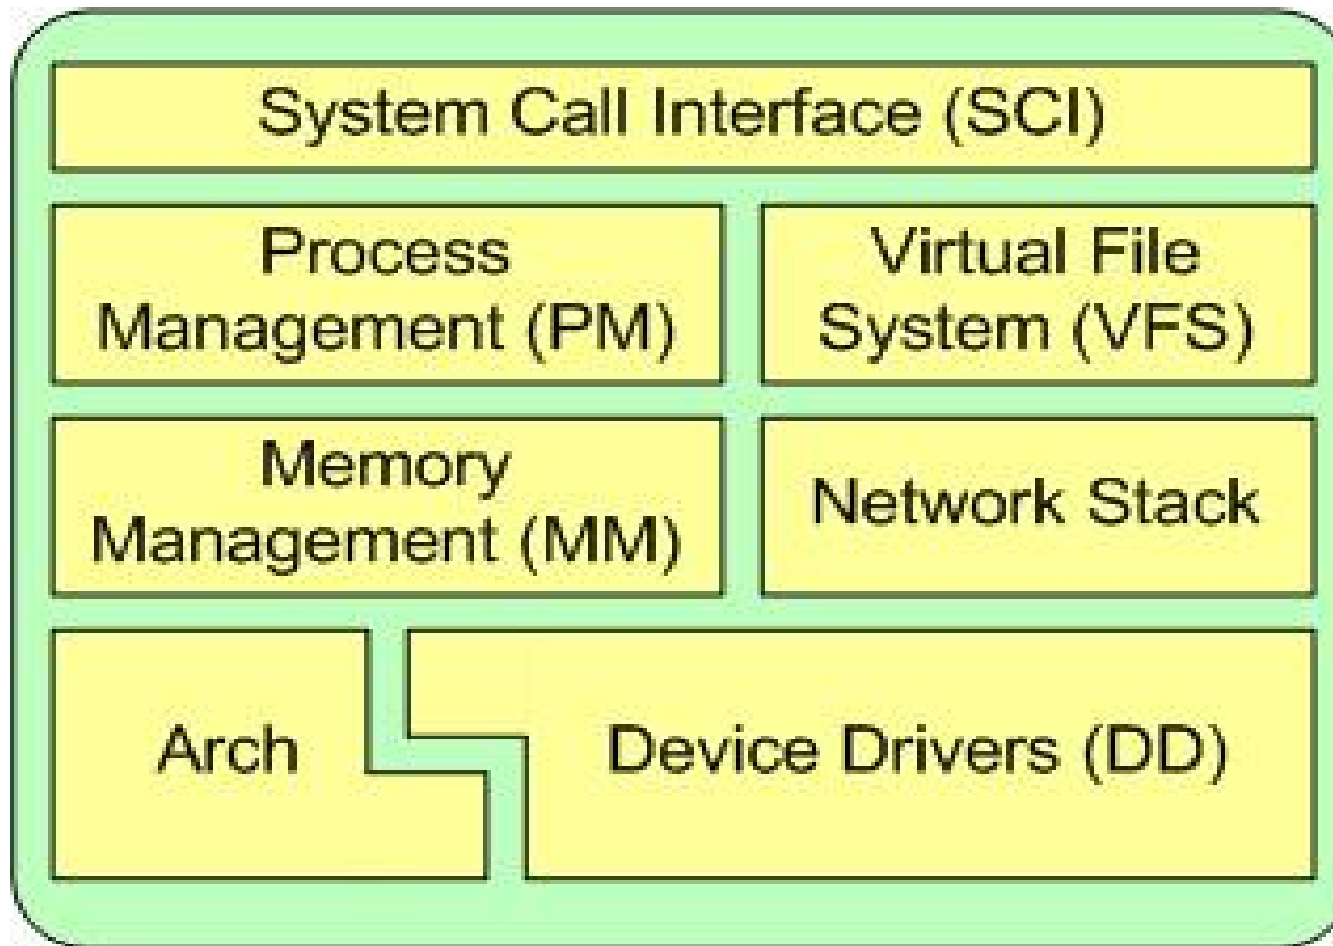 System Call Interface (SCI)
Process
Management (PM)
Virtual File
System (VFS)
Memory
Management (MM)
Network Stack
Arch
Device Drivers (DD)